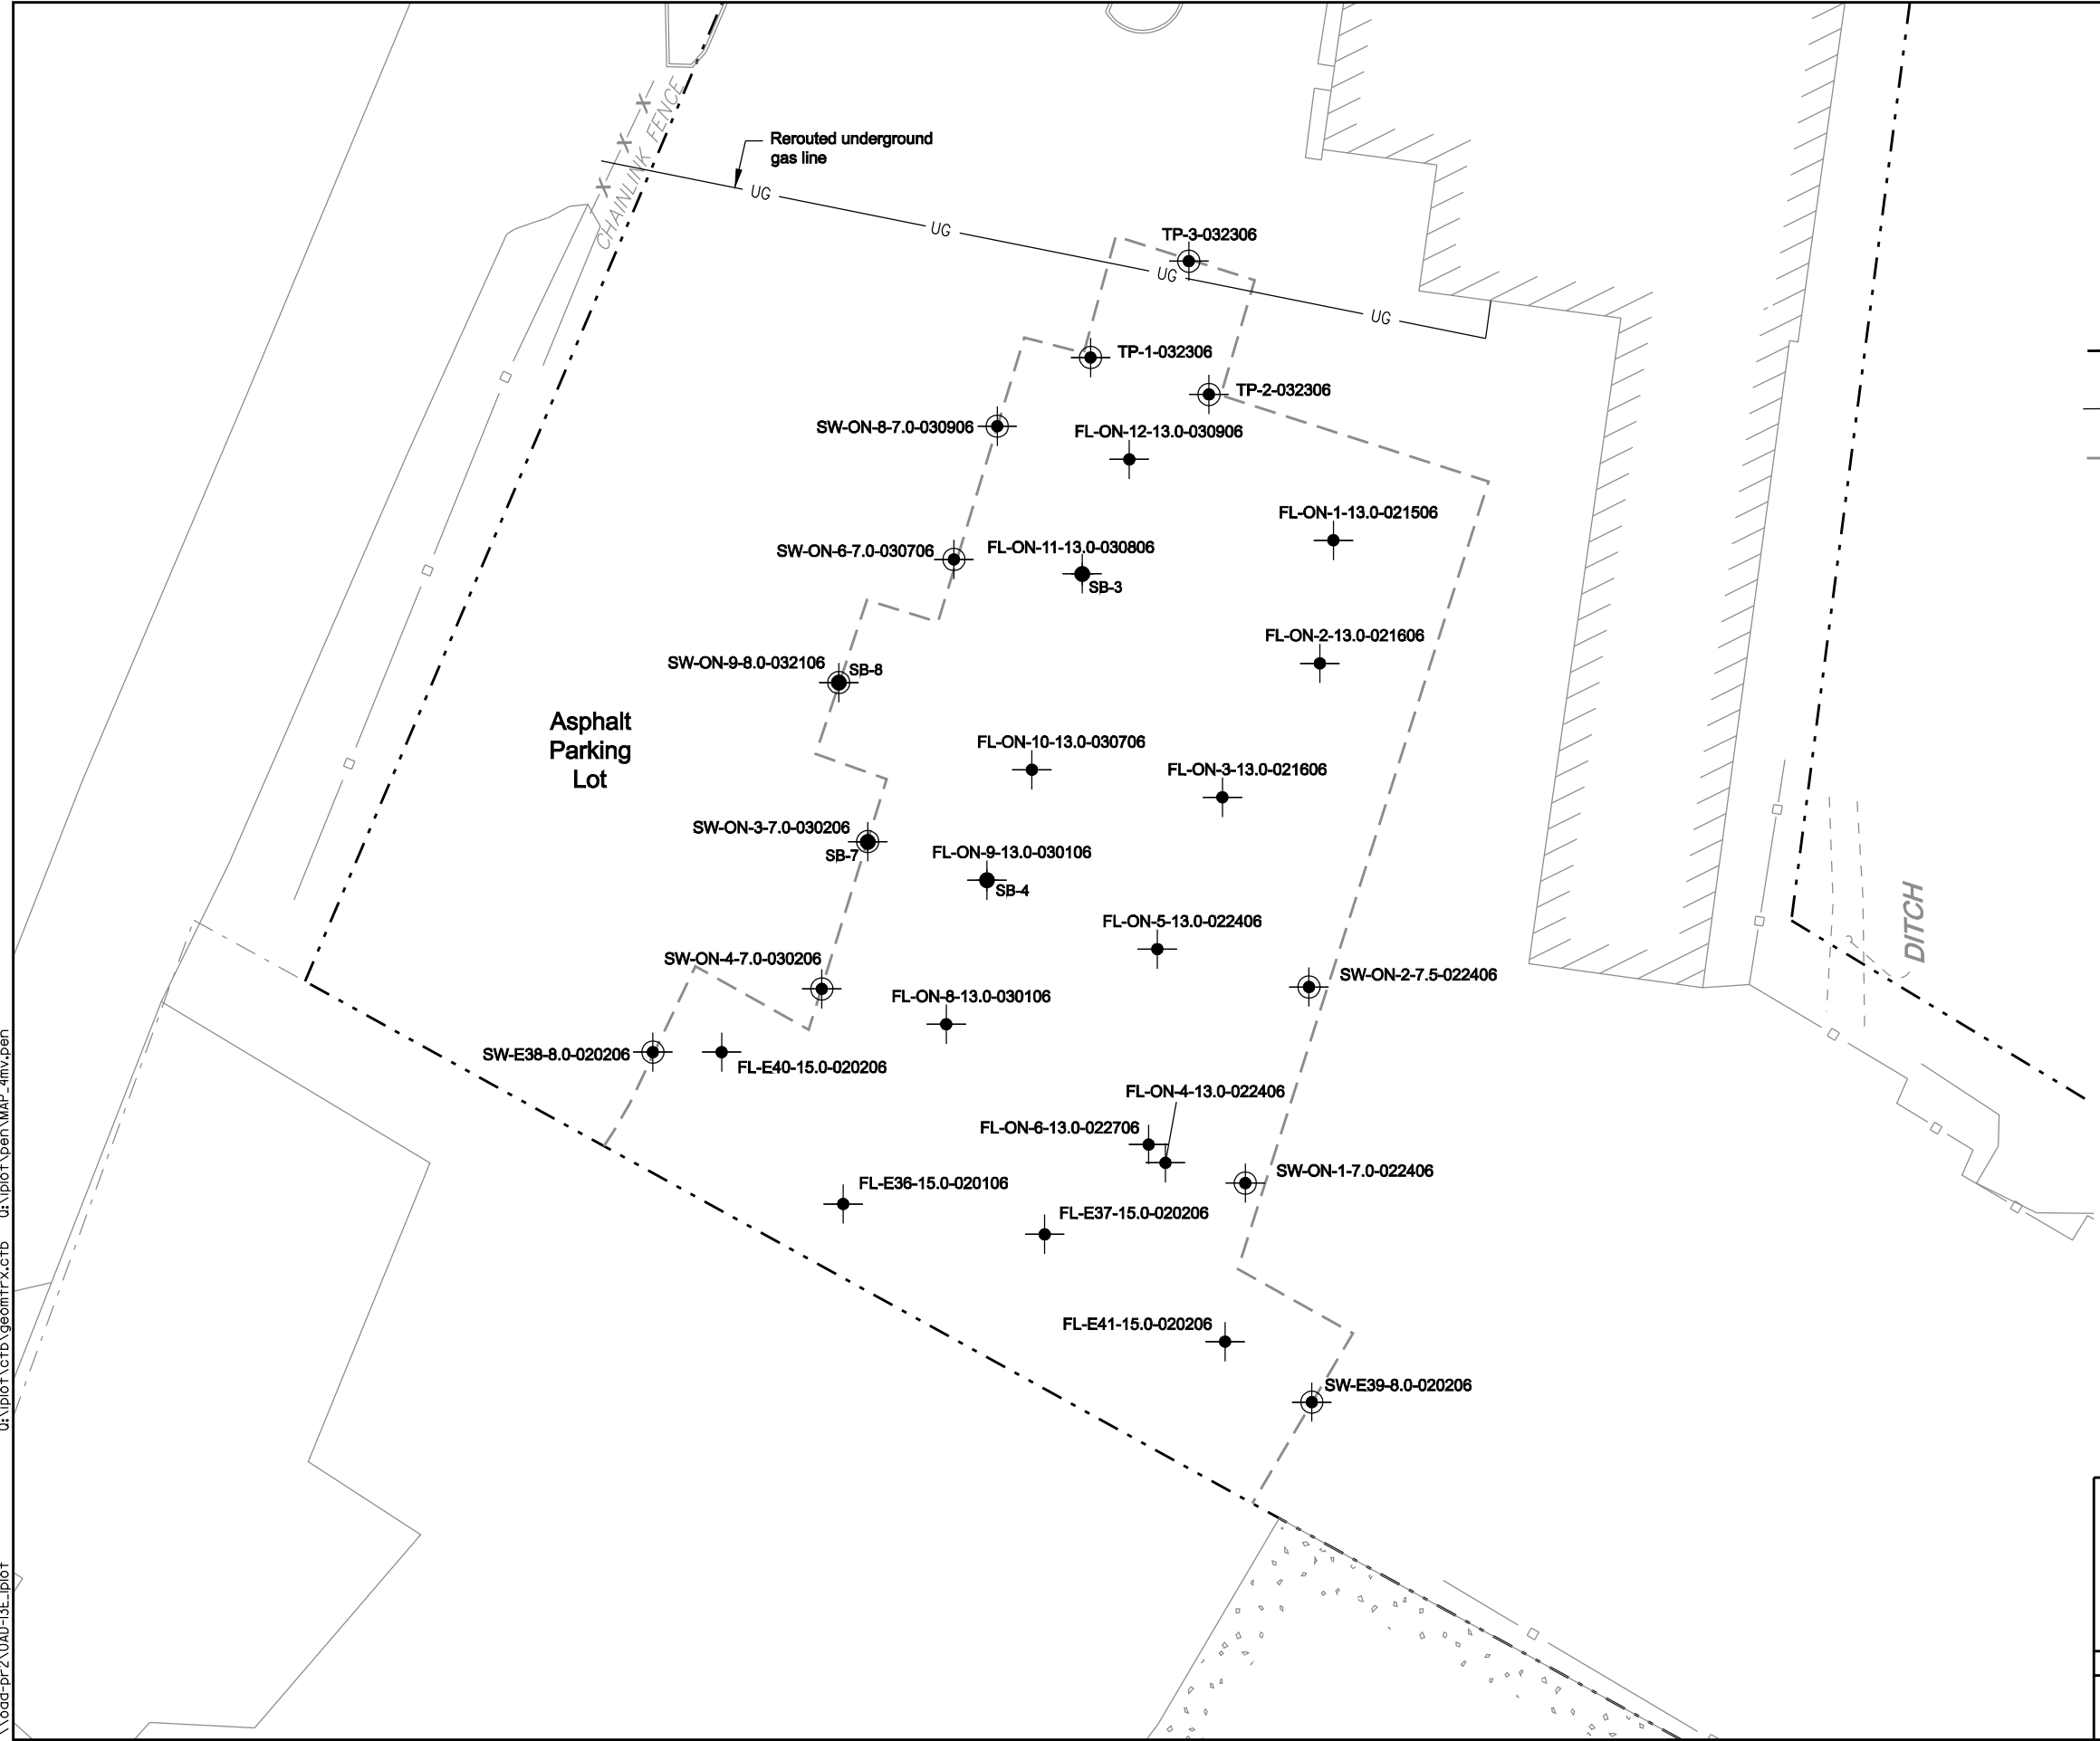 CHAINLINK FENCE
X
X
X
Rerouted underground
gas line
UG
UG
UG
UG
TP-3-032306
TP-1-032306
TP-2-032306
SW-ON-8-7.0-030906
FL-ON-12-13.0-030906
FL-ON-1-13.0-021506
SW-ON-6-7.0-030706
FL-ON-11-13.0-030806
SB-3
FL-ON-2-13.0-021606
SW-ON-9-8.0-032106
SB-8
Asphalt
Parking
Lot
FL-ON-10-13.0-030706
FL-ON-3-13.0-021606
SW-ON-3-7.0-030206
SB-7
FL-ON-9-13.0-030106
SB-4
FL-ON-5-13.0-022406
DITCH
SW-ON-4-7.0-030206
SW-ON-2-7.5-022406
FL-ON-8-13.0-030106
SW-E38-8.0-020206
FL-E40-15.0-020206
FL-ON-4-13.0-022406
FL-ON-6-13.0-022706
SW-ON-1-7.0-022406
FL-E36-15.0-020106
FL-E37-15.0-020206
FL-E41-15.0-020206
SW-E39-8.0-020206